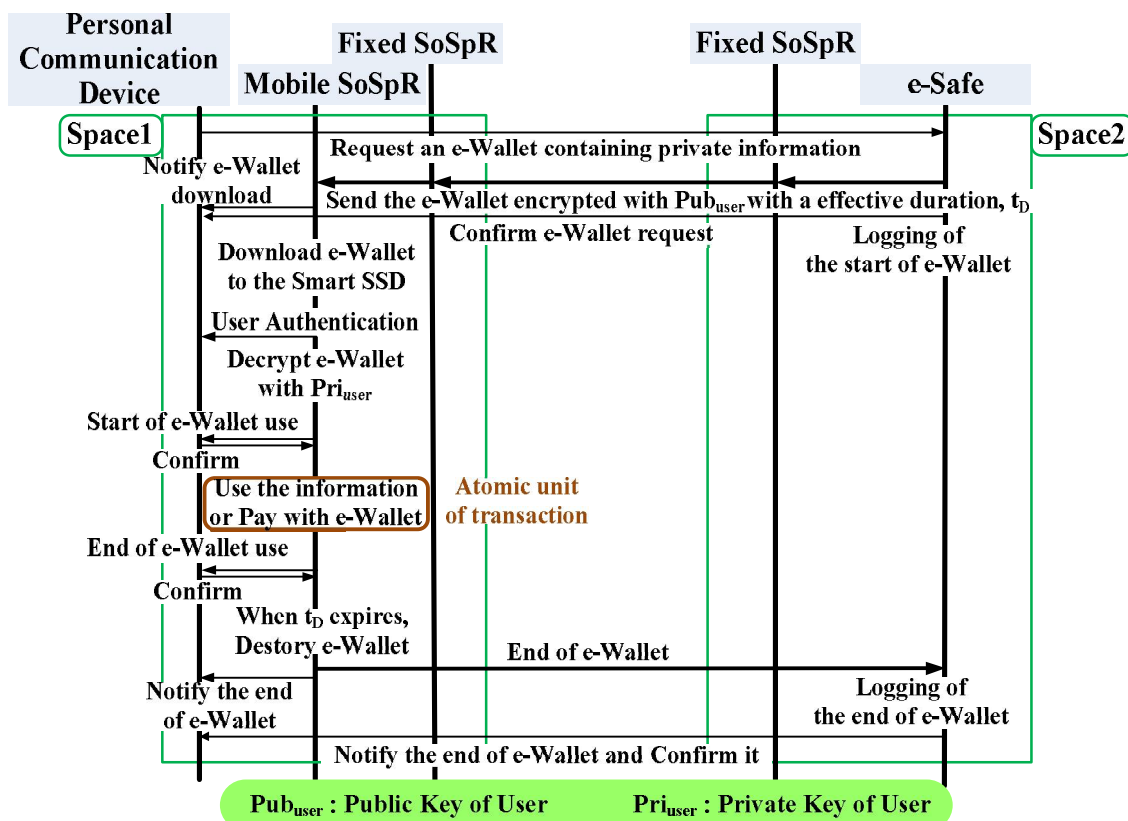 Personal
Communication
Device
Fixed SoSpR
Mobile SoSpR
Fixed SoSpR
e-Safe
Space1
Space2
Request an e-Wallet containing private information
Notify e-Wallet
download
Send the e-Wallet encrypted with Pubuser with a effective duration, tD
Confirm e-Wallet request
Logging of
the start of e-Wallet
Download e-Wallet
to the Smart SSD
User Authentication
Decrypt e-Wallet
with Priuser
Start of e-Wallet use
Confirm
Use the information
or Pay with e-Wallet
Atomic unit
of transaction
End of e-Wallet use
Confirm
When tD expires,
Destory e-Wallet
End of e-Wallet
Notify the end
of e-Wallet
Logging of
the end of e-Wallet
Notify the end of e-Wallet and Confirm it
Pubuser : Public Key of User
Priuser : Private Key of User